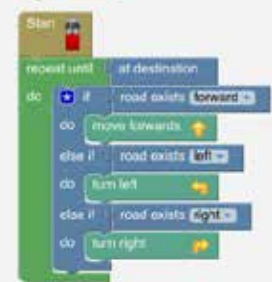 Start
repeat until at destination
do if road exists forward
do move forwards
else if road exists left
do turn left
else if road exists right
do turn right